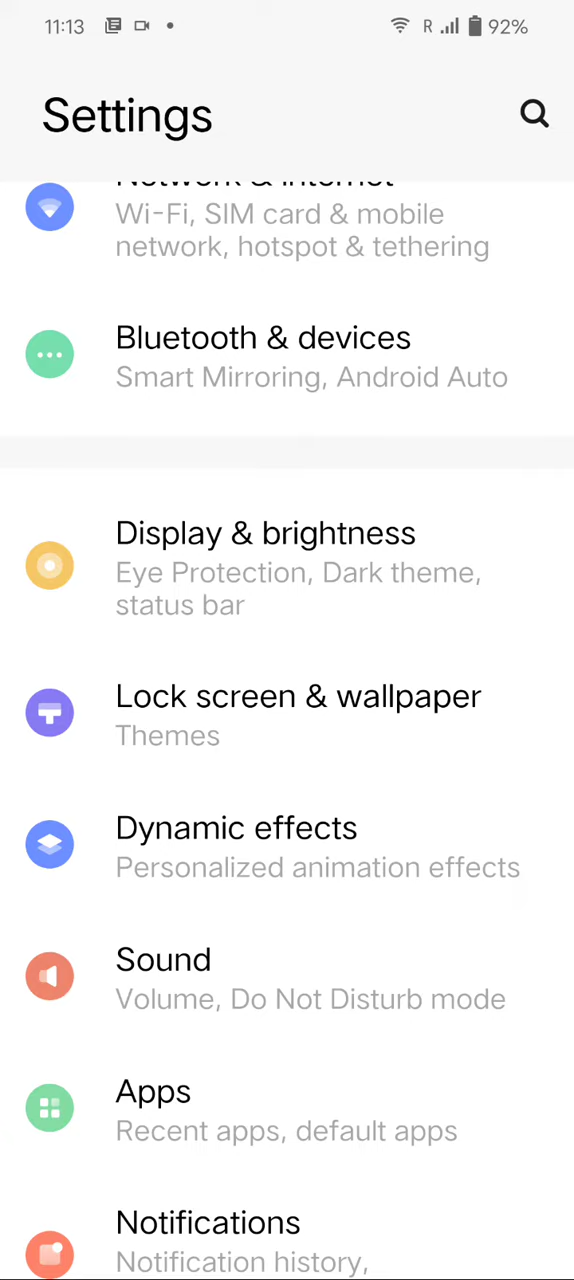 11:13 R 92%
Settings
Network & internet
Wi-Fi, SIM card & mobile
network, hotspot & tethering
Bluetooth & devices
Smart Mirroring, Android Auto
Display & brightness
Eye Protection, Dark theme,
status bar
Lock screen & wallpaper
Themes
Dynamic effects
Personalized animation effects
Sound
Volume, Do Not Disturb mode
Apps
Recent apps, default apps
Notifications
Notification history,